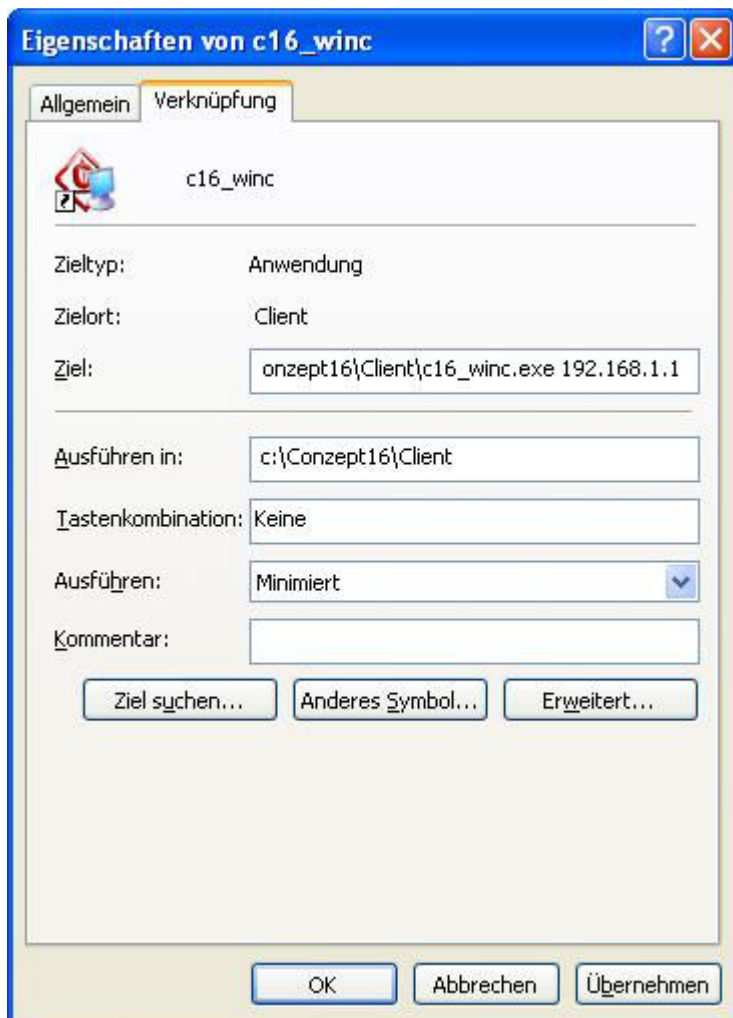 Eigenschaften von c16_winc
Allgemein Verknüpfung
c16_winc
Zieltyp: Anwendung
Zielort: Client
Ziel: onzept16\Client\c16_winc.exe 192.168.1.1
Ausführen in: c:\Conzept16\Client
Tastenkombination: Keine
Ausführen: Minimiert
Kommentar:
Ziel suchen... Anderes Symbol... Erweitert...
OK Abbrechen Übernehmen